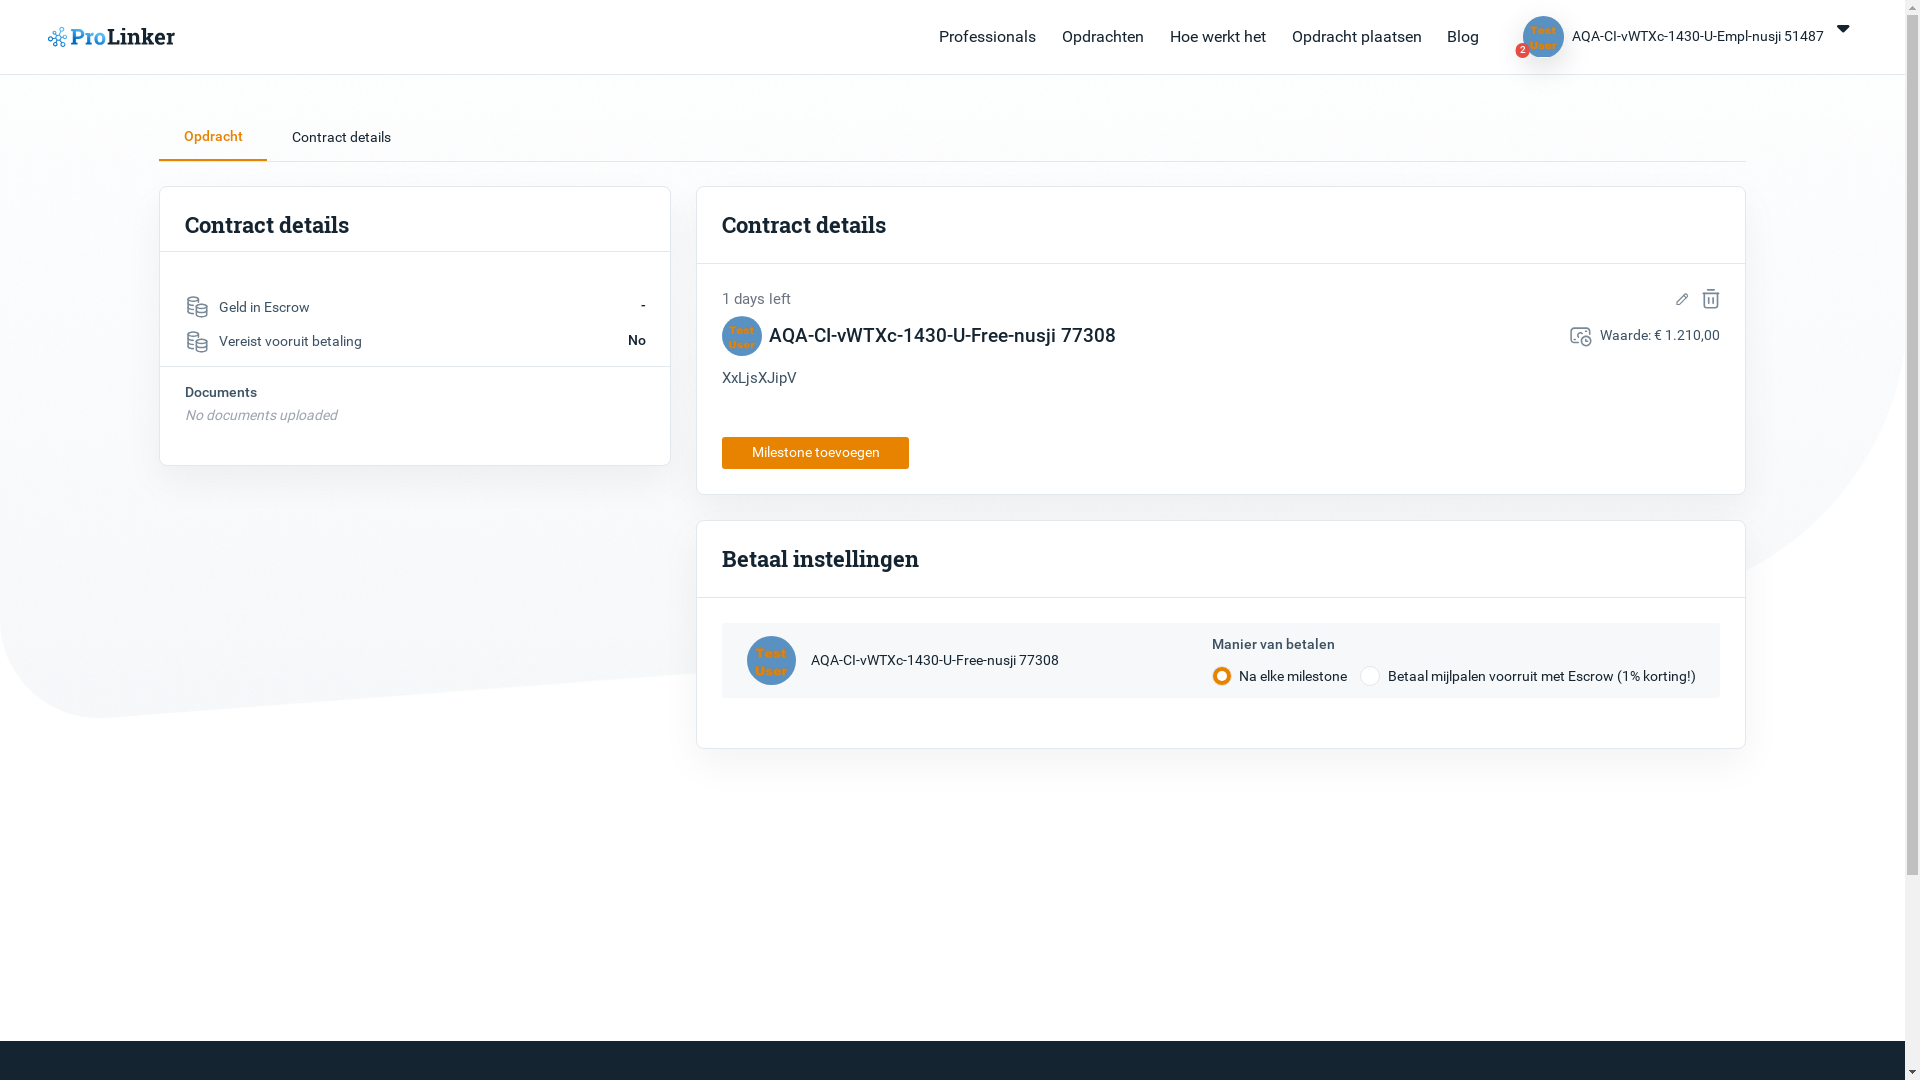 ProLinker
Professionals
Opdrachten
Hoe werkt het
Opdracht plaatsen
Blog
Test
User
2
AQA-CI-vWTXc-1430-U-Empl-nusji 51487
Opdracht
Contract details
Contract details
Geld in Escrow
-
Vereist vooruit betaling
No
Documents
No documents uploaded
Contract details
1 days left
Test
User
AQA-CI-vWTXc-1430-U-Free-nusji 77308
Waarde: € 1.210,00
XxLjsXJipV
Milestone toevoegen
Betaal instellingen
Test
User
AQA-CI-vWTXc-1430-U-Free-nusji 77308
Manier van betalen
Na elke milestone
Betaal mijlpalen voorruit met Escrow (1% korting!)